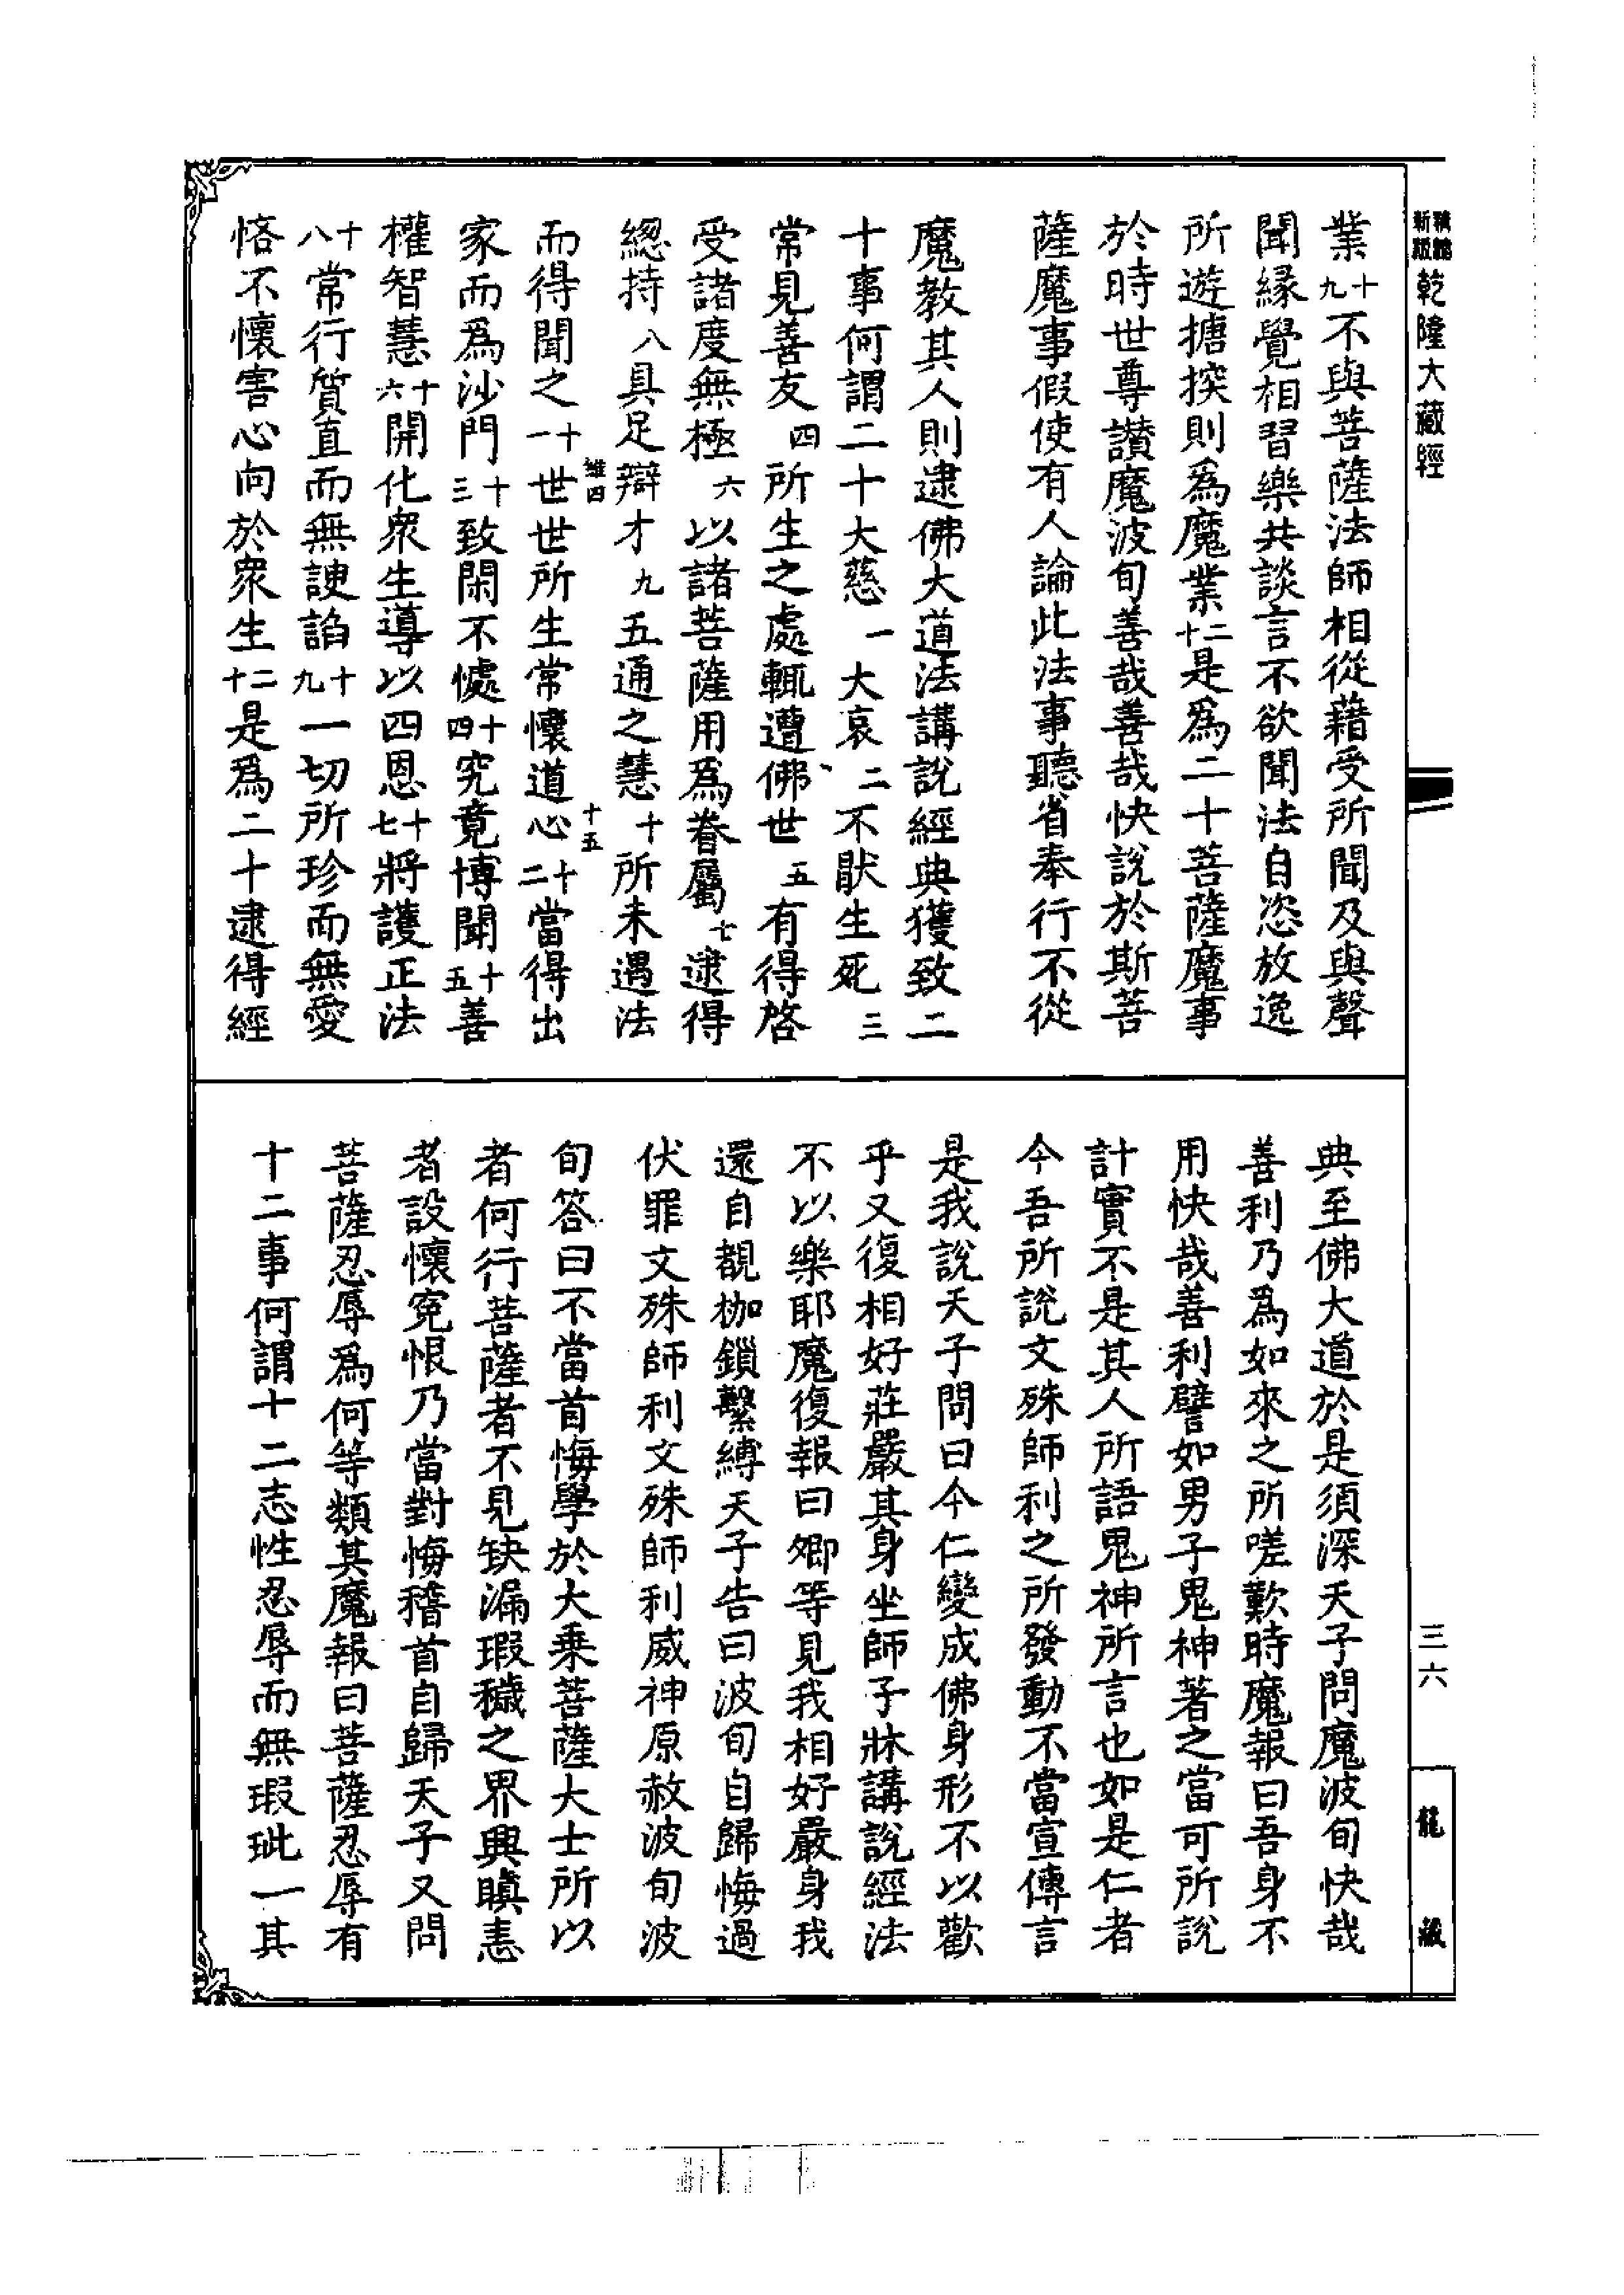 新版 乾隆大藏經
業十九不與菩薩法師相從藉受所聞及與聲
聞緣覺相習樂共談言不欲聞法自恣放逸
所遊搪揬則爲魔業二十是爲二十菩薩魔事
於時世尊讚魔波旬善哉善哉快說於斯菩
薩魔事假使有人論此法事聽省奉行不從
魔教其人則逮佛大道法講說經典獲致二
十事何謂二十大慈一大哀二不猒生死三
常見善友四所生之處輒遭佛世五有得啓
受諸度無極六以諸菩薩用爲眷屬七逮得
總持八具足辯才九五通之慧十所未遇法
雖四
十五
而得聞之十一世世所生常懷道心十二當得出
家而爲沙門十三致閑不懅十四究竟博聞十五善
權智慧十六開化衆生導以四恩十七將護正法
十八常行質直而無諛諂十九一切所珍而無愛
悋不懷害心向於衆生二十是爲二十逮得經
典至佛大道於是須深天子問魔波旬快哉
善利乃爲如來之所嗟歎時魔報曰吾身不
用快哉善利譬如男子鬼神著之當可所說
計實不是其人所語鬼神所言也如是仁者
今吾所說文殊師利之所發動不當宣傳言
是我說天子問曰今仁變成佛身形不以歡
乎又復相好莊嚴其身坐師子牀講說經法
不以樂耶魔復報曰卿等見我相好嚴身我
還自覩枷鎖繫縛天子告曰波旬自歸悔過
伏罪文殊師利文殊師利威神原赦波旬波
旬答曰不當首悔學於大乗菩薩大士所以
者何行菩薩者不見缺漏瑕穢之界興瞋恚
者設懷寃恨乃當對悔稽首自歸天子又問
菩薩忍辱爲何等類其魔報曰菩薩忍辱有
十二事何謂十二志性忍辱而無瑕玼一其
三六
龍藏